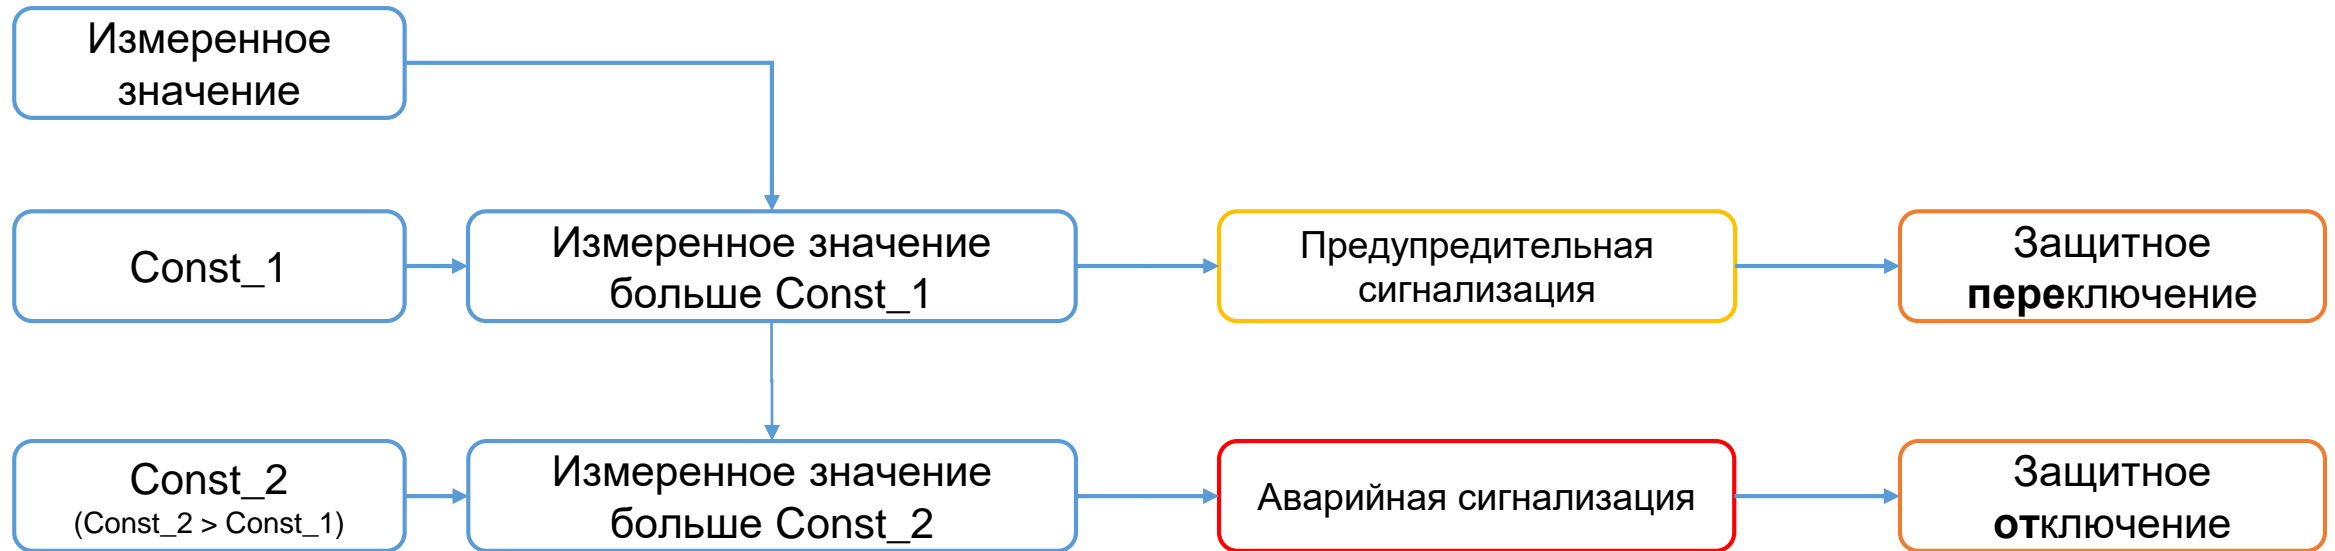 Измеренное
значение
Const_1
Измеренное значение
больше Const_1
Предупредительная
сигнализация
Защитное
переключение
Const_2
(Const_2 > Const_1)
Измеренное значение
больше Const_2
Аварийная сигнализация
Защитное
отключение